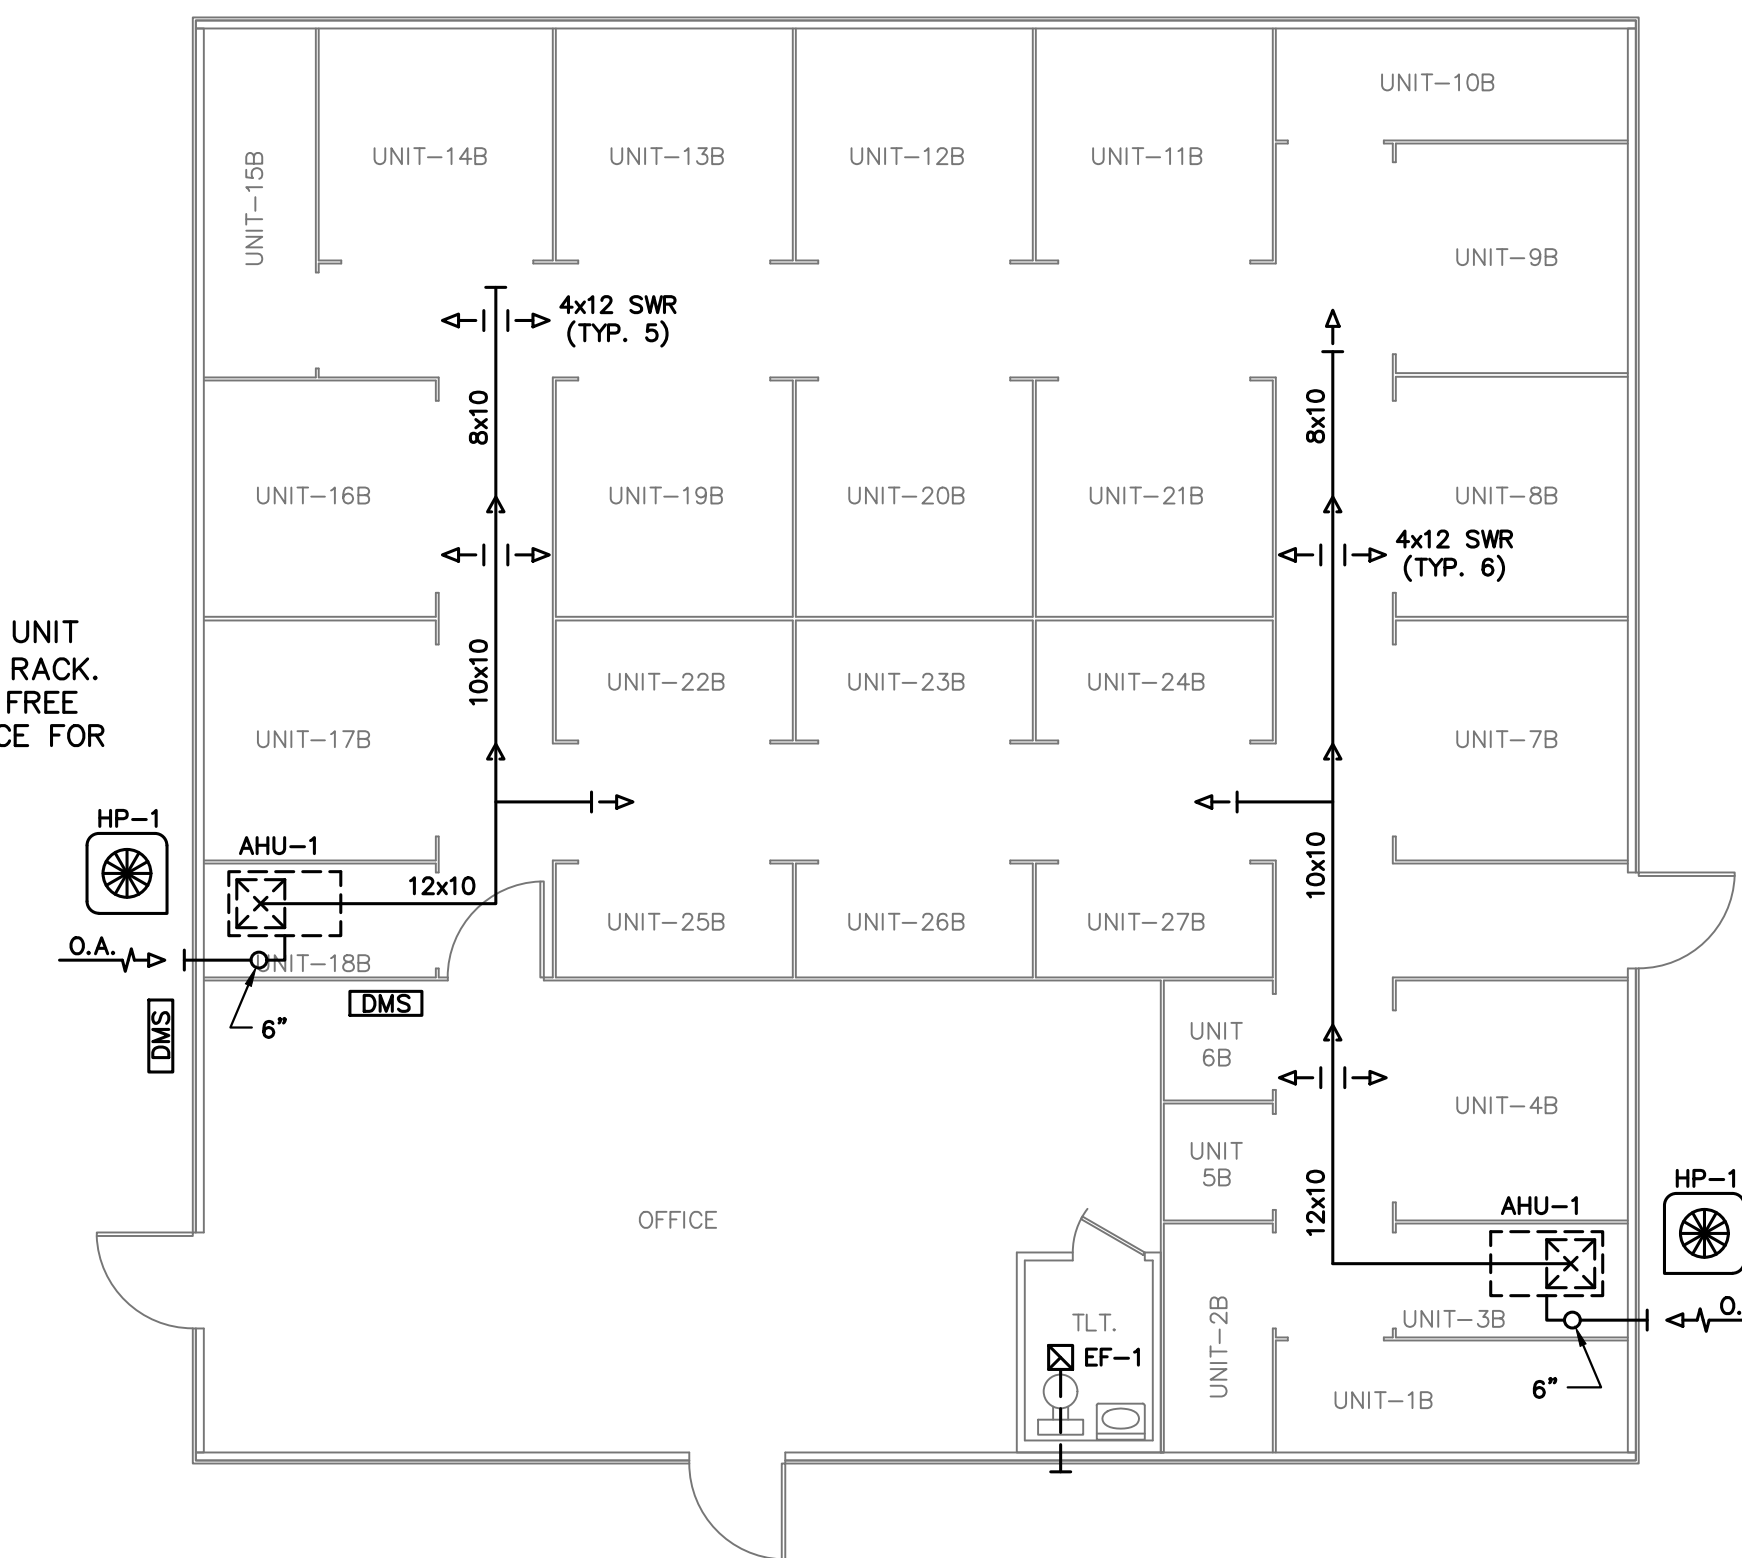 UNIT-10B
UNIT-14B
UNIT-13B
UNIT-12B
UNIT-11B
UNIT-15B
UNIT-9B
4x12 SWR
(TYP. 5)
8x10
8x10
UNIT-16B
UNIT-19B
UNIT-20B
UNIT-21B
UNIT-8B
4x12 SWR
(TYP. 6)
UNIT
RACK.
FREE
CE FOR
10x10
UNIT-22B
UNIT-23B
UNIT-24B
UNIT-17B
UNIT-7B
HP-1
AHU-1
12x10
10x10
UNIT-25B
UNIT-26B
UNIT-27B
O.A.
UNIT-18B
DMS
DMS
6"
UNIT
6B
UNIT-4B
UNIT
5B
12x10
HP-1
AHU-1
OFFICE
O.
UNIT-3B
TLT.
UNIT-2B
EF-1
6"
UNIT-1B